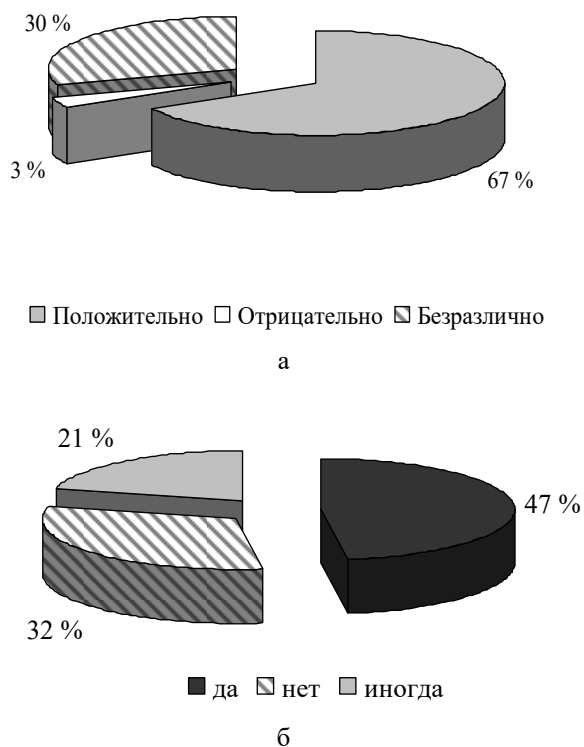 30 %
3 %
67 %
Положительно Отрицательно Безразлично
а
21 %
47 %
32 %
да нет иногда
б